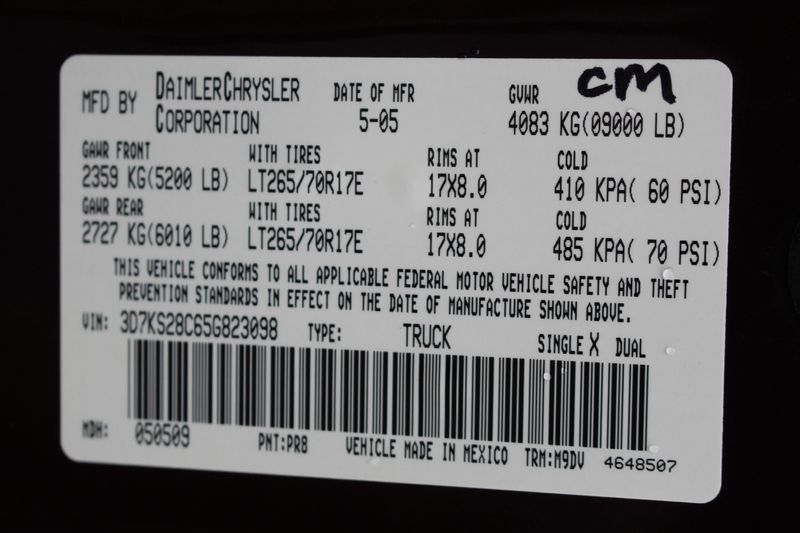 cm
MFD BY DAIMLERCHRYSLER CORPORATION DATE OF MFR 5-05 GVWR 4083 KG(09000 LB)
GAWR FRONT WITH TIRES RIMS AT COLD
2359 KG(5200 LB) LT265/70R17E 17X8.0 410 KPA( 60 PSI)
GAWR REAR WITH TIRES RIMS AT COLD
2727 KG(6010 LB) LT265/70R17E 17X8.0 485 KPA( 70 PSI)
THIS VEHICLE CONFORMS TO ALL APPLICABLE FEDERAL MOTOR VEHICLE SAFETY AND THEFT
PREVENTION STANDARDS IN EFFECT ON THE DATE OF MANUFACTURE SHOWN ABOVE.
VIN: 3D7KS28C65G823098 TYPE: TRUCK SINGLE X DUAL
MDH: 050509 PNT:PR8 VEHICLE MADE IN MEXICO TRM:M9DV 4648507